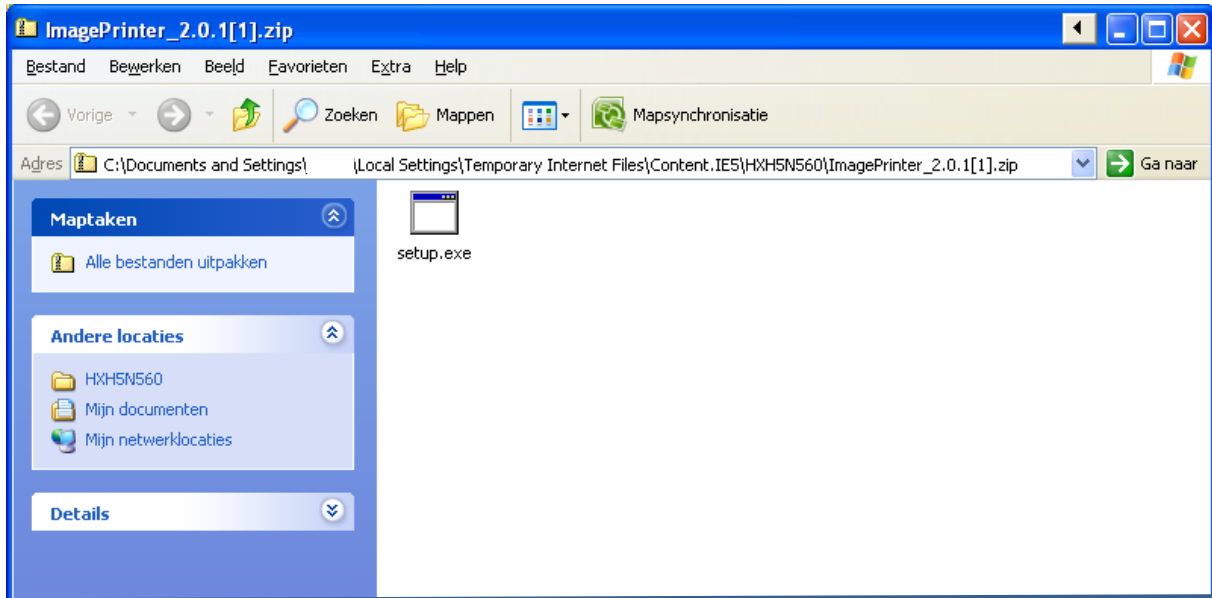 ImagePrinter_2.0.1[1].zip
Bestand Bewerken Beeld Favorieten Extra Help
Vorige Zoeken Mappen Mapsynchronisatie
Adres C:\Documents and Settings\ \Local Settings\Temporary Internet Files\Content.IE5\HXH5N560\ImagePrinter_2.0.1[1].zip Ga naar
Maptaken
Alle bestanden uitpakken
Andere locaties
HXH5N560
Mijn documenten
Mijn netwerklocaties
Details
setup.exe